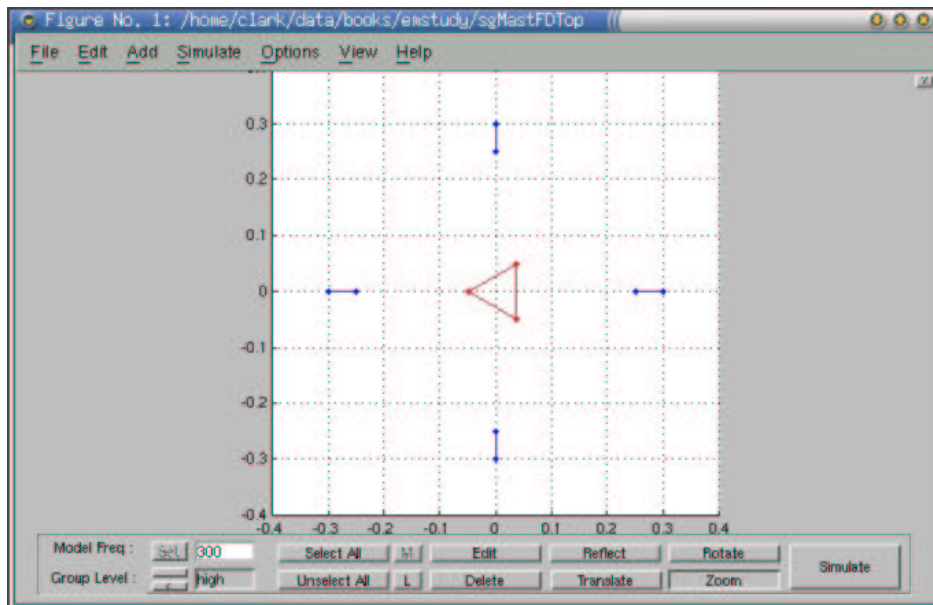 Figure No. 1: /home/clark/data/books/emstudy/sgMastFDTop
File Edit Add Simulate Options View Help
0.3
0.2
0.1
0
-0.1
-0.2
-0.3
-0.4
-0.4 -0.3 -0.2 -0.1 0 0.1 0.2 0.3 0.4
Model Freq : Set 300 Select All M Edit Reflect Rotate
Simulate
Group Level : high Unselect All L Delete Translate Zoom